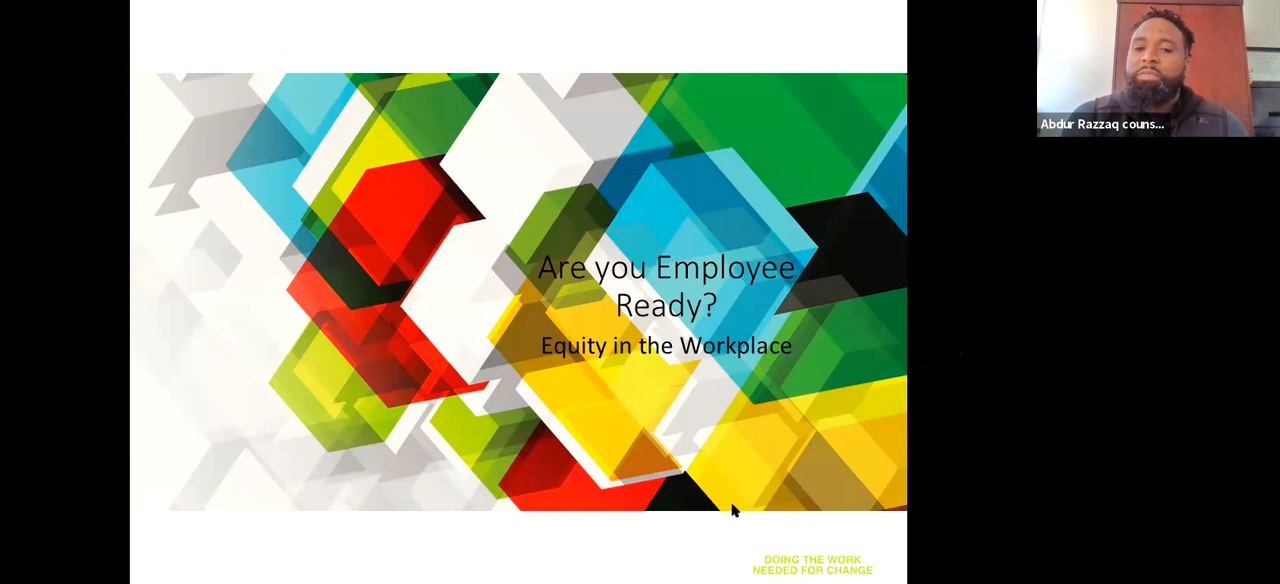 Abdur Razzaq couns...
Are you Employee
Ready?
Equity in the Workplace
DOING THE WORK
NEEDED FOR CHANGE